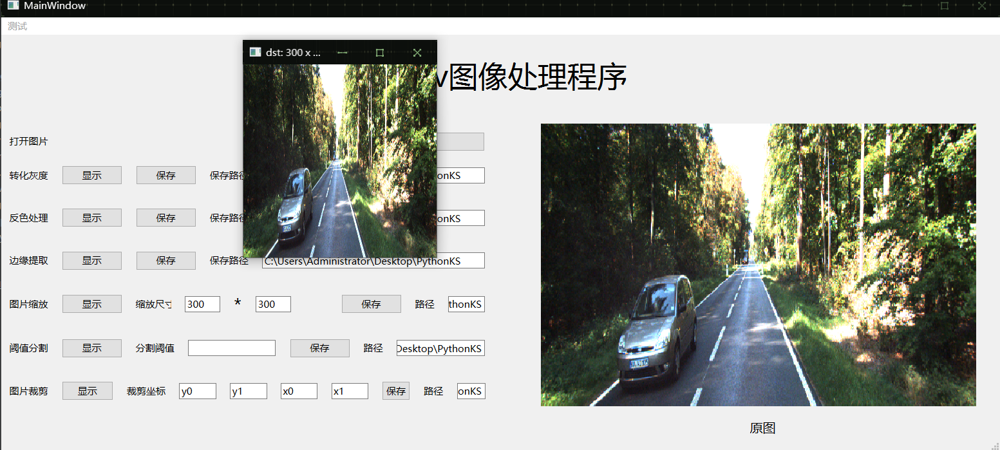 MainWindow
测试
dst: 300 x ...
v图像处理程序
打开图片
转化灰度 显示 保存 保存路径 onKS
反色处理 显示 保存 保存路径 onKS
边缘提取 显示 保存 保存路径 C:\Users\Administrator\Desktop\PythonKS
图片缩放 显示 缩放尺寸 300 * 300 保存 路径 thonKS
阈值分割 显示 分割阈值 保存 路径 Desktop\PythonKS
图片裁剪 显示 裁剪坐标 y0 y1 x0 x1 保存 路径 onKS
原图